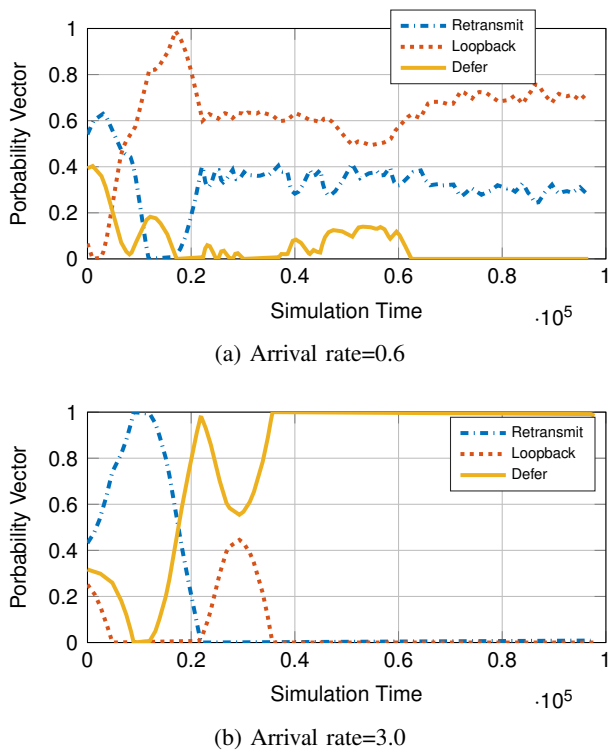 Retransmit
Loopback
Defer
1
0.8
0.6
0.4
0.2
0
Porbability Vector
0 0.2 0.4 0.6 0.8 1
Simulation Time
·10^5
(a) Arrival rate=0.6
Retransmit
Loopback
Defer
1
0.8
0.6
0.4
0.2
0
Porbability Vector
0 0.2 0.4 0.6 0.8 1
Simulation Time
·10^5
(b) Arrival rate=3.0